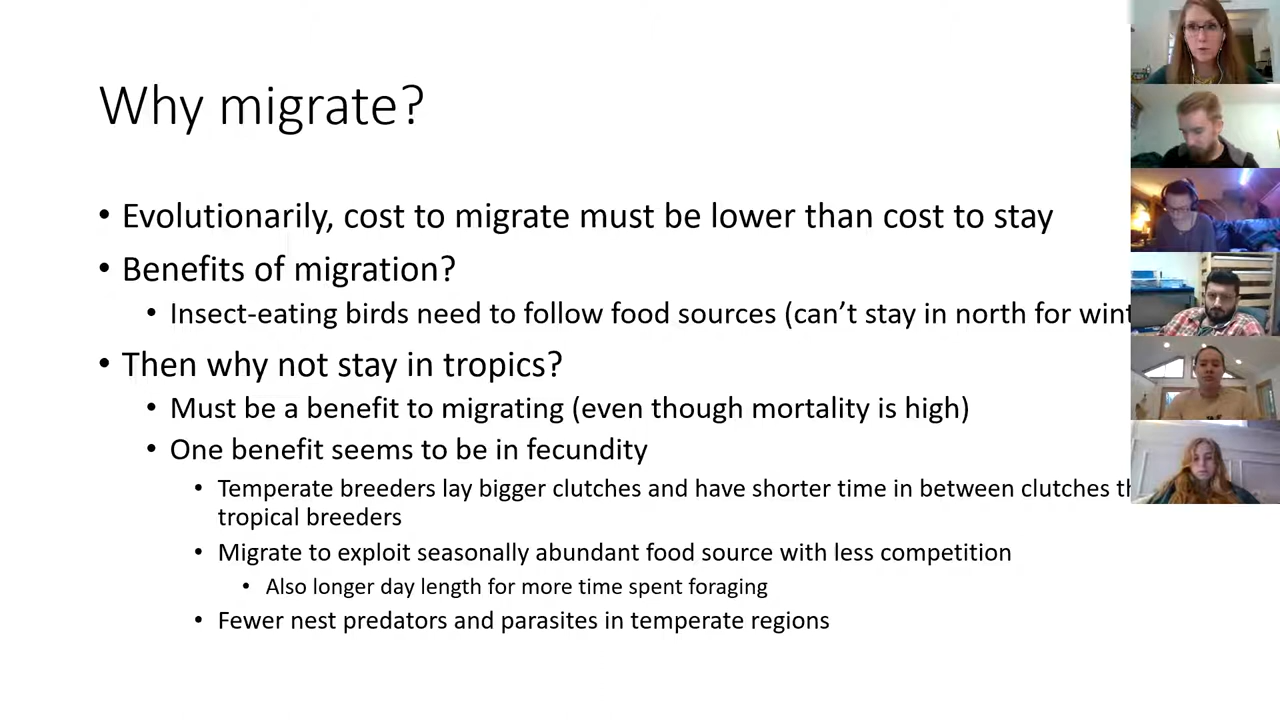 Why migrate?
• Evolutionarily, cost to migrate must be lower than cost to stay
• Benefits of migration?
• Insect-eating birds need to follow food sources (can’t stay in north for
• Then why not stay in tropics?
• Must be a benefit to migrating (even though mortality is high)
• One benefit seems to be in fecundity
• Temperate breeders lay bigger clutches and have shorter time in between clutches
tropical breeders
• Migrate to exploit seasonally abundant food source with less competition
• Also longer day length for more time spent foraging
• Fewer nest predators and parasites in temperate regions